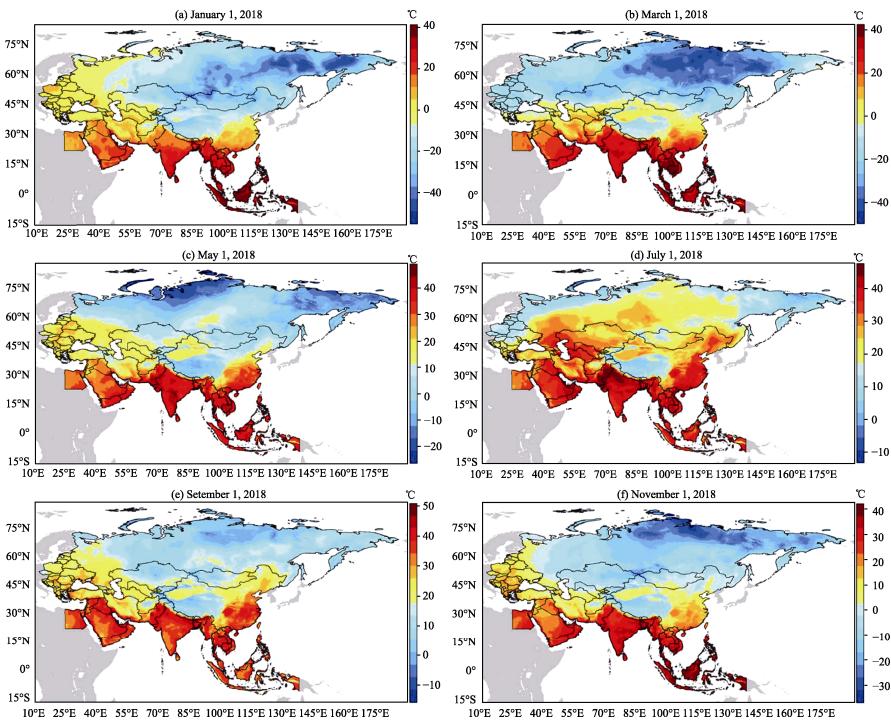 (a) January 1, 2018
℃
40
20
0
−20
−40
75°N
60°N
45°N
30°N
15°N
0°
15°S
10°E 25°E 40°E 55°E 70°E 85°E 100°E 115°E 130°E 145°E 160°E 175°E
(b) March 1, 2018
℃
40
30
20
10
0
−10
−20
−30
−40
75°N
60°N
45°N
30°N
15°N
0°
15°S
10°E 25°E 40°E 55°E 70°E 85°E 100°E 115°E 130°E 145°E 160°E 175°E
(c) May 1, 2018
℃
40
30
20
10
0
−10
−20
75°N
60°N
45°N
30°N
15°N
0°
15°S
10°E 25°E 40°E 55°E 70°E 85°E 100°E 115°E 130°E 145°E 160°E 175°E
(d) July 1, 2018
℃
40
30
20
10
0
−10
75°N
60°N
45°N
30°N
15°N
0°
15°S
10°E 25°E 40°E 55°E 70°E 85°E 100°E 115°E 130°E 145°E 160°E 175°E
(e) Setember 1, 2018
℃
50
40
30
20
10
0
−10
75°N
60°N
45°N
30°N
15°N
0°
15°S
10°E 25°E 40°E 55°E 70°E 85°E 100°E 115°E 130°E 145°E 160°E 175°E
(f) November 1, 2018
℃
40
30
20
10
0
−10
−20
−30
75°N
60°N
45°N
30°N
15°N
0°
15°S
10°E 25°E 40°E 55°E 70°E 85°E 100°E 115°E 130°E 145°E 160°E 175°E